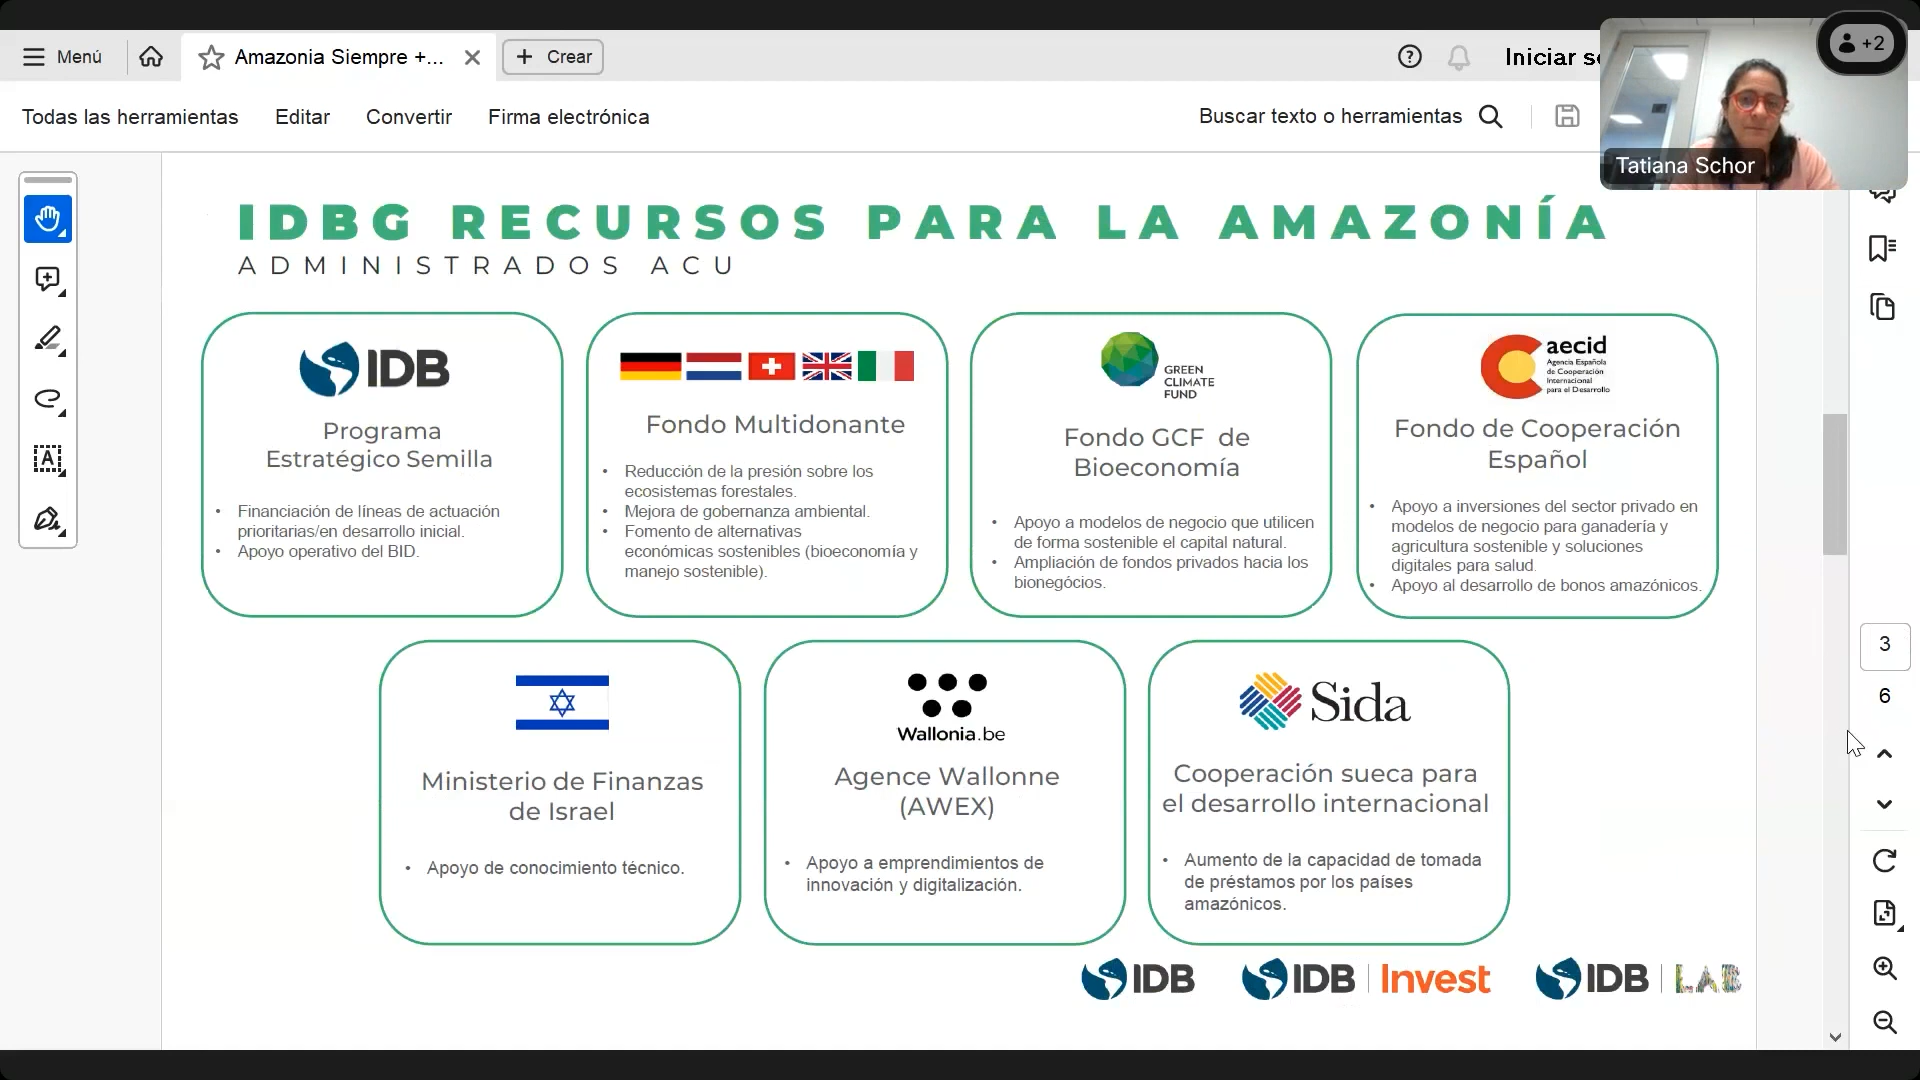 Menú
Amazonia Siempre +...
Crear
Iniciar se
+2
Todas las herramientas
Editar
Convertir
Firma electrónica
Buscar texto o herramientas
Tatiana Schor
IDBG RECURSOS PARA LA AMAZONÍA
ADMINISTRADOS ACU
IDB
Programa
Estratégico Semilla
• Financiación de líneas de actuación
prioritarias/en desarrollo inicial.
• Apoyo operativo del BID.
Fondo Multidonante
• Reducción de la presión sobre los
ecosistemas forestales.
• Mejora de gobernanza ambiental.
• Fomento de alternativas
económicas sostenibles (bioeconomía y
manejo sostenible).
GREEN
CLIMATE
FUND
Fondo GCF de
Bioeconomía
• Apoyo a modelos de negocio que utilicen
de forma sostenible el capital natural.
• Ampliación de fondos privados hacia los
bionegócios.
aecid
Agencia Española
de Cooperación
Internacional
para el Desarrollo
Fondo de Cooperación
Español
• Apoyo a inversiones del sector privado en
modelos de negocio para ganadería y
agricultura sostenible y soluciones
digitales para salud.
• Apoyo al desarrollo de bonos amazónicos.
Ministerio de Finanzas
de Israel
• Apoyo de conocimiento técnico.
Wallonia.be
Agence Wallonne
(AWEX)
• Apoyo a emprendimientos de
innovación y digitalización.
Sida
Cooperación sueca para
el desarrollo internacional
• Aumento de la capacidad de tomada
de préstamos por los países
amazónicos.
3
6
IDB
IDB | Invest
IDB | LAB